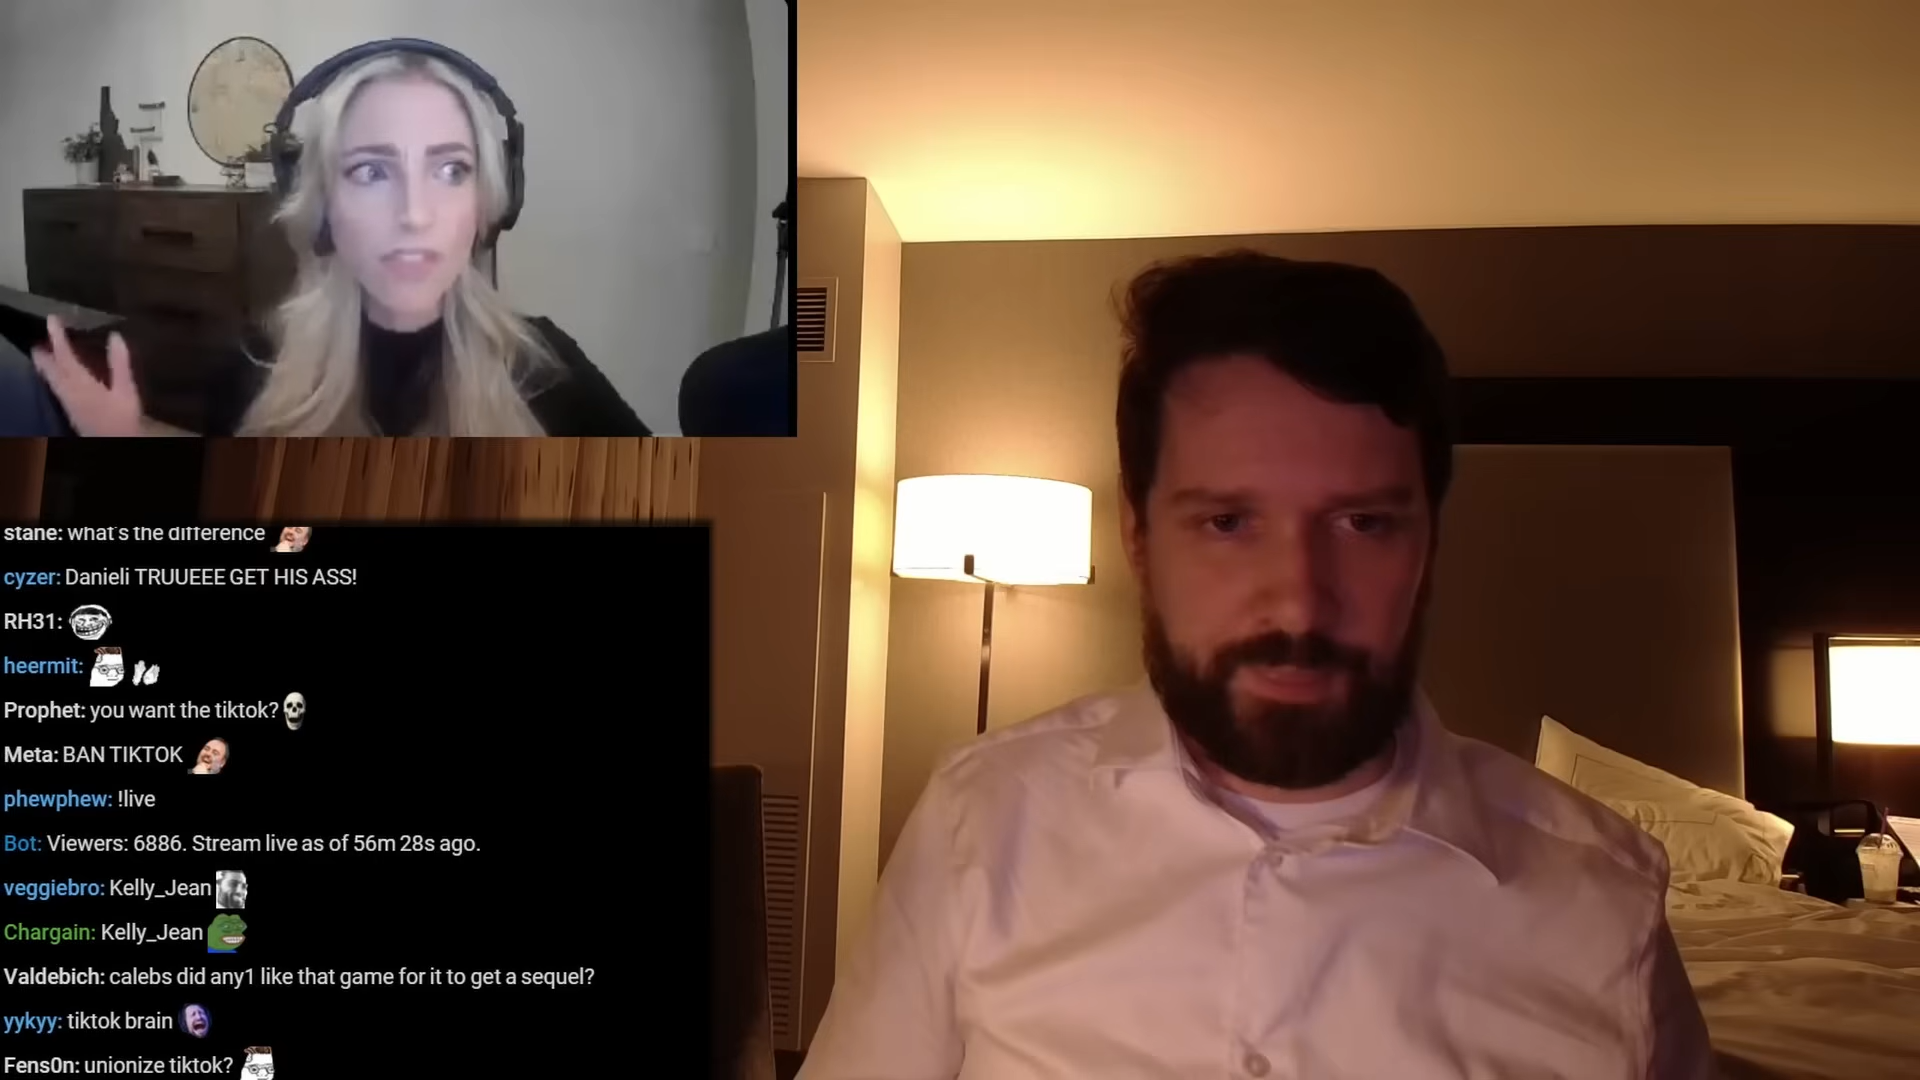 stane: what's the difference
cyzer: Danieli TRUUEEE GET HIS ASS!
RH31:
heermit:
Prophet: you want the tiktok?
Meta: BAN TIKTOK
phewphew: !live
Bot: Viewers: 6886. Stream live as of 56m 28s ago.
veggiebro: Kelly_Jean
Chargain: Kelly_Jean
Valdebich: calebs did any1 like that game for it to get a sequel?
yykyy: tiktok brain
Fens0n: unionize tiktok?